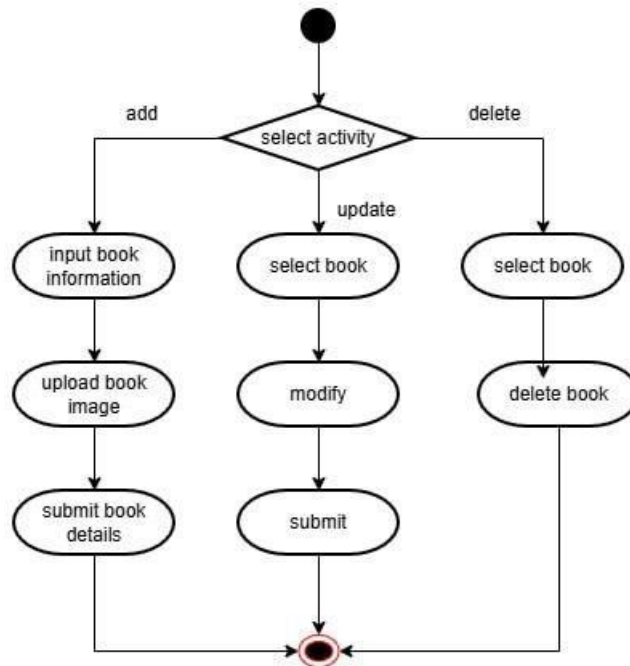 add
delete
select activity
update
input book
information
select book
select book
upload book
image
modify
delete book
submit book
details
submit